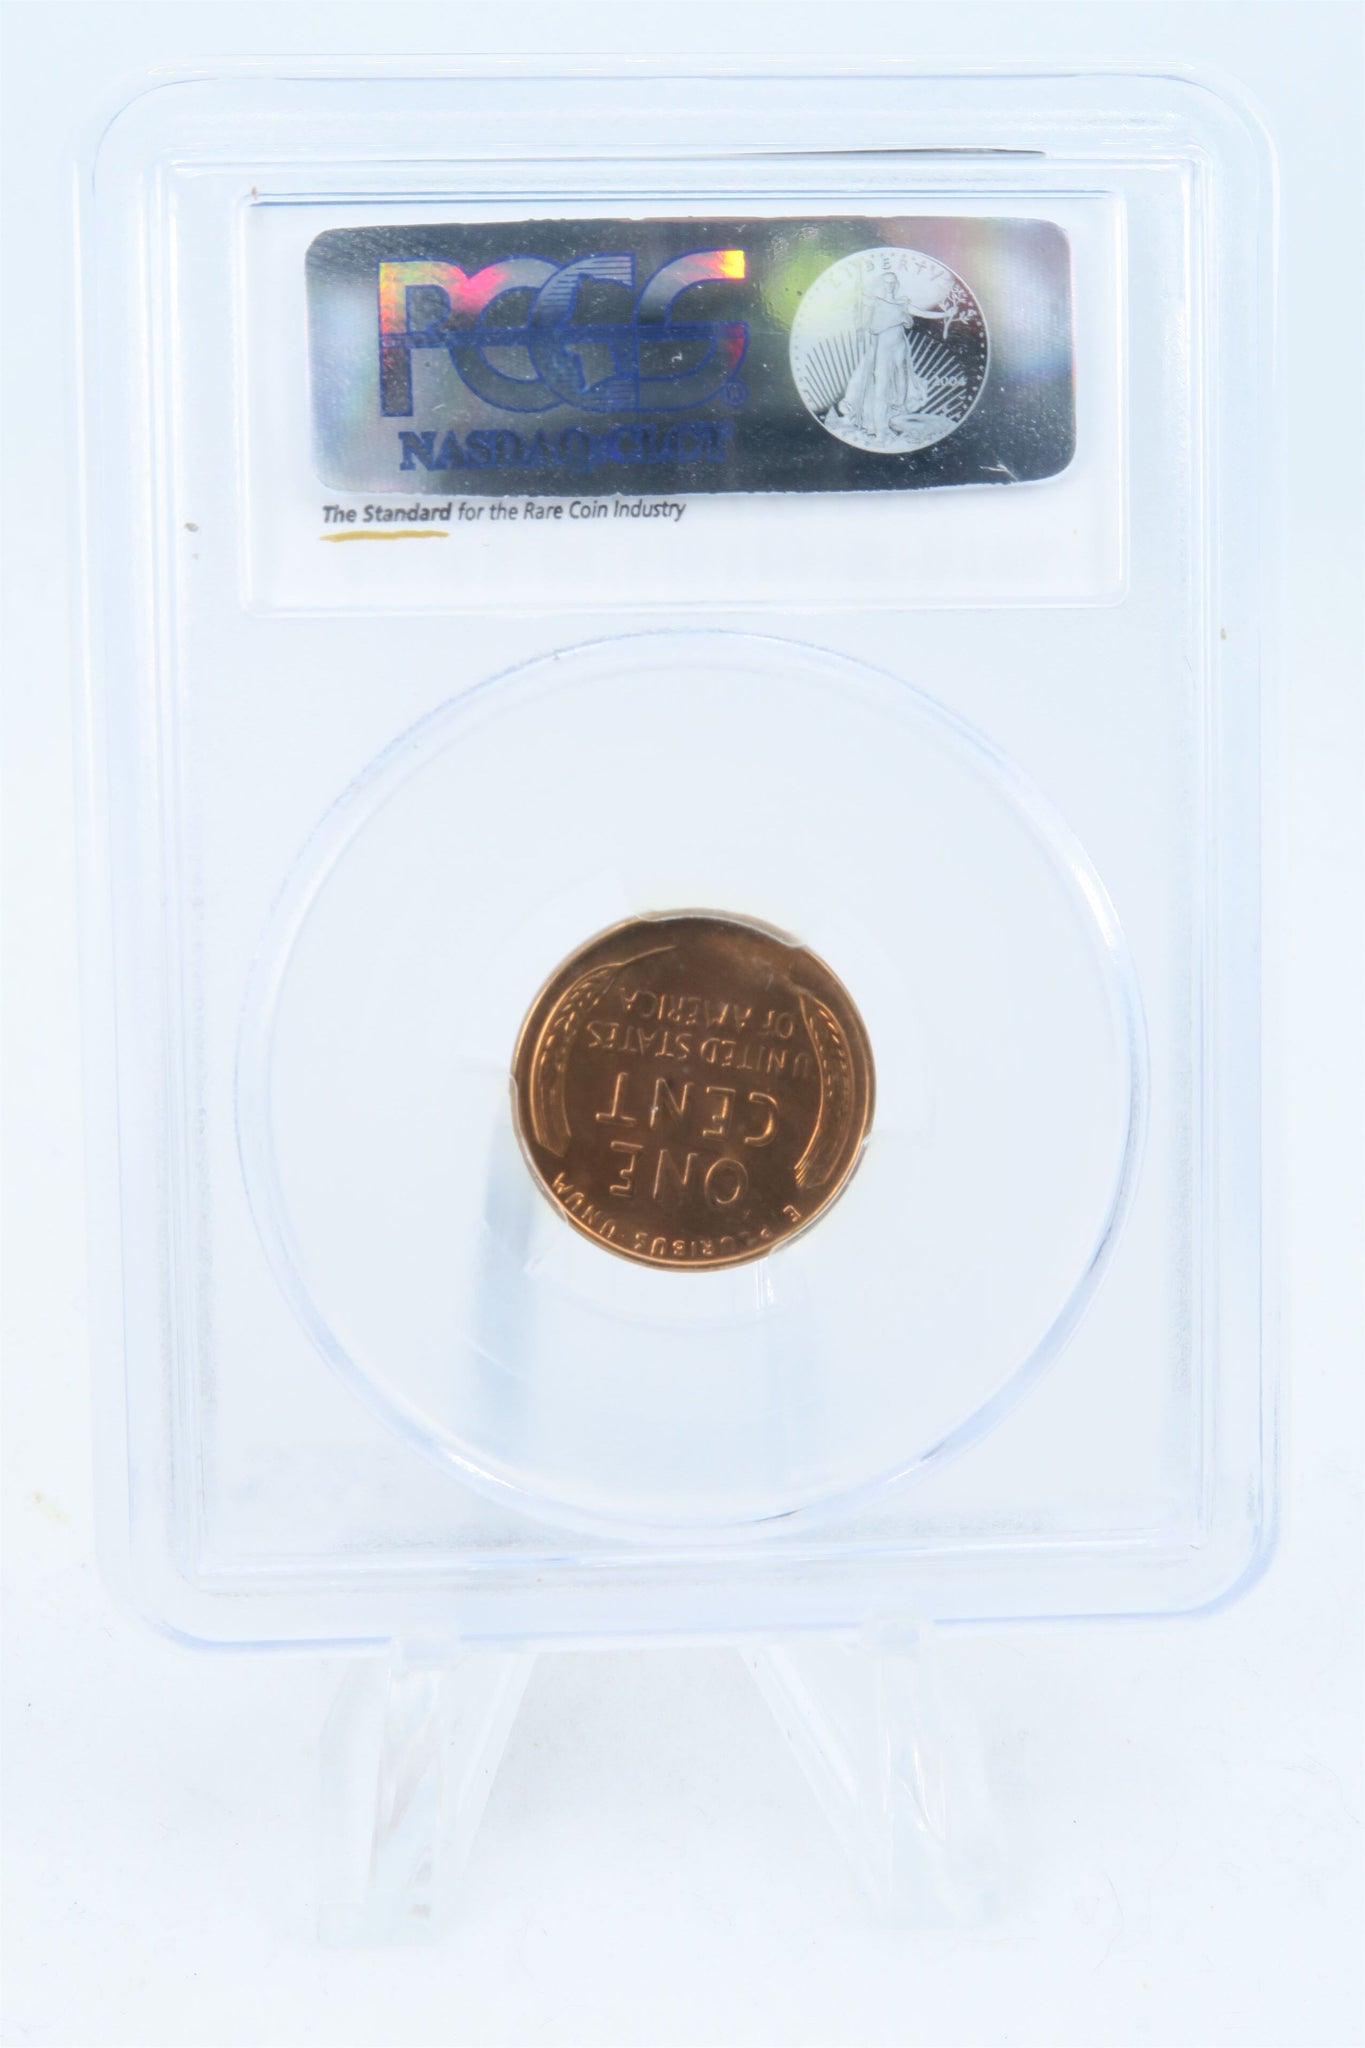 PCGS®
NASDAQ: CLCT
LIBERTY
2004
The Standard for the Rare Coin Industry
E PLURIBUS UNUM
ONE
CENT
UNITED STATES
OF AMERICA